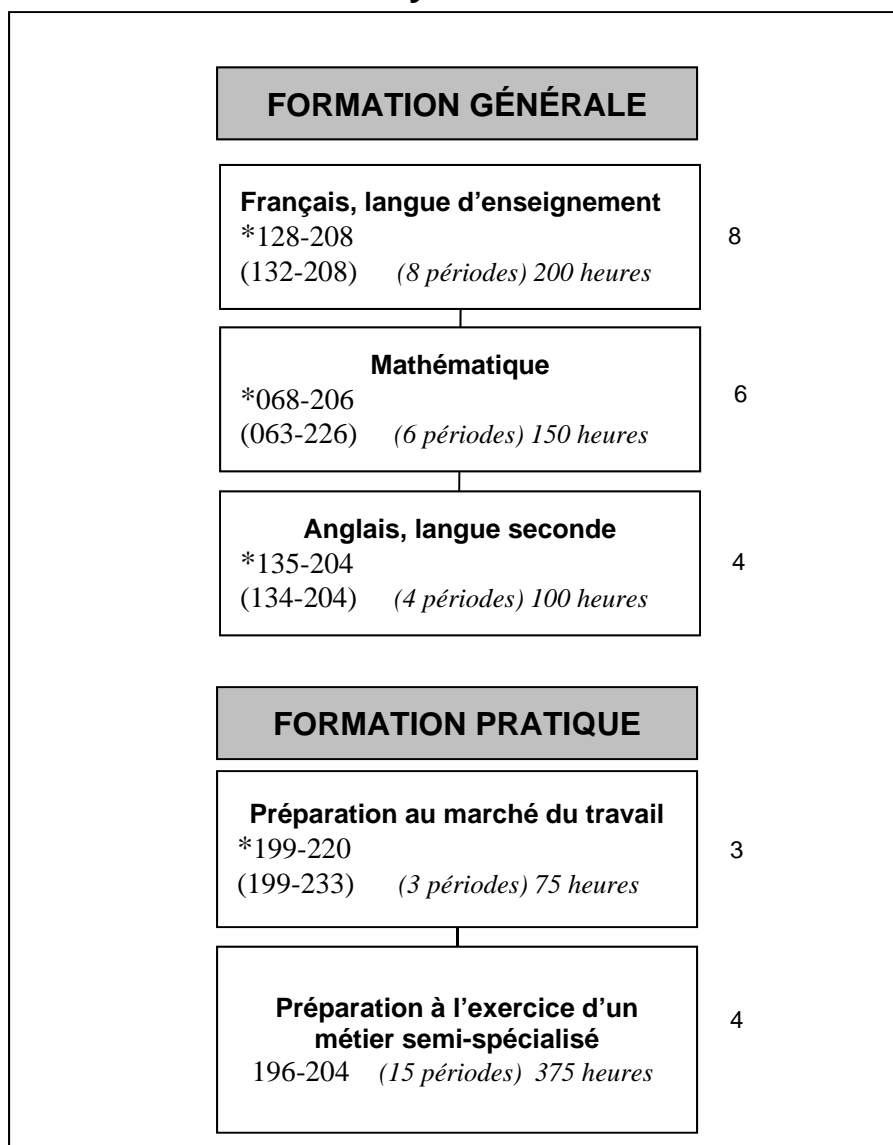 FORMATION GÉNÉRALE
Français, langue d'enseignement
*128-208
8
(132-208) (8 périodes) 200 heures
Mathématique
*068-206
6
(063-226) (6 périodes) 150 heures
Anglais, langue seconde
*135-204
4
(134-204) (4 périodes) 100 heures
FORMATION PRATIQUE
Préparation au marché du travail
*199-220
3
(199-233) (3 périodes) 75 heures
Préparation à l'exercice d'un
métier semi-spécialisé
4
196-204 (15 périodes) 375 heures